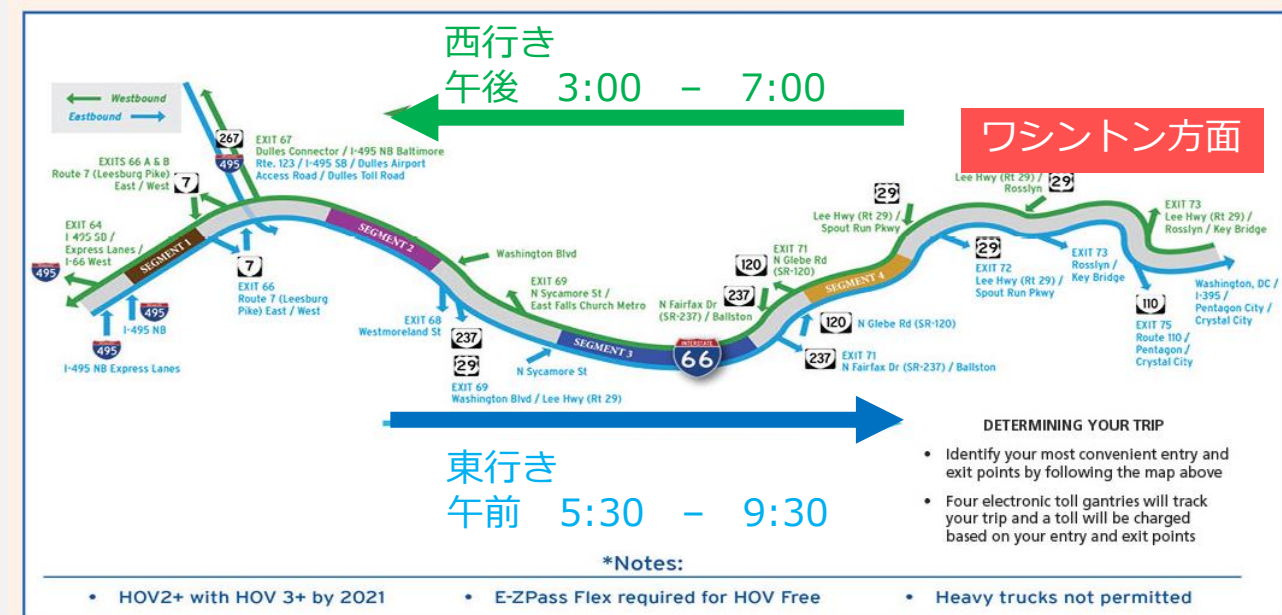 西行き
午後 3:00 – 7:00
ワシントン方面
Westbound
Eastbound
267
495
EXIT 67
Dulles Connector / I-495 NB Baltimore
Rte. 123 / I-495 SB / Dulles Airport
Access Road / Dulles Toll Road
EXITS 66 A & B
Route 7 (Leesburg Pike)
East / West
7
EXIT 64
I 495 SB /
Express Lanes /
I-66 West
495
SEGMENT 1
495
I-495 NB
495
I-495 NB Express Lanes
7
EXIT 66
Route 7 (Leesburg
Pike) East / West
SEGMENT 2
Washington Blvd
EXIT 69
N Sycamore St /
East Falls Church Metro
EXIT 68
Westmoreland St
237
29
EXIT 69
Washington Blvd / Lee Hwy (Rt 29)
N Sycamore St
SEGMENT 3
INTERSTATE
66
N Fairfax Dr
(SR-237) / Ballston
120
237
EXIT 71
N Glebe Rd
(SR-120)
SEGMENT 4
120
N Glebe Rd (SR-120)
237
EXIT 71
N Fairfax Dr (SR-237) / Ballston
29
Lee Hwy (Rt 29) /
Spout Run Pkwy
Lee Hwy (Rt 29) /
Rosslyn
29
29
EXIT 72
Lee Hwy (Rt 29) /
Spout Run Pkwy
EXIT 73
Rosslyn /
Key Bridge
EXIT 73
Lee Hwy (Rt 29) /
Rosslyn / Key Bridge
110
EXIT 75
Route 110 /
Pentagon /
Crystal City
Washington, DC /
I-395 /
Pentagon City /
Crystal City
東行き
午前 5:30 – 9:30
DETERMINING YOUR TRIP
• Identify your most convenient entry and
exit points by following the map above
• Four electronic toll gantries will track
your trip and a toll will be charged
based on your entry and exit points
*Notes:
• HOV2+ with HOV 3+ by 2021
• E-ZPass Flex required for HOV Free
• Heavy trucks not permitted